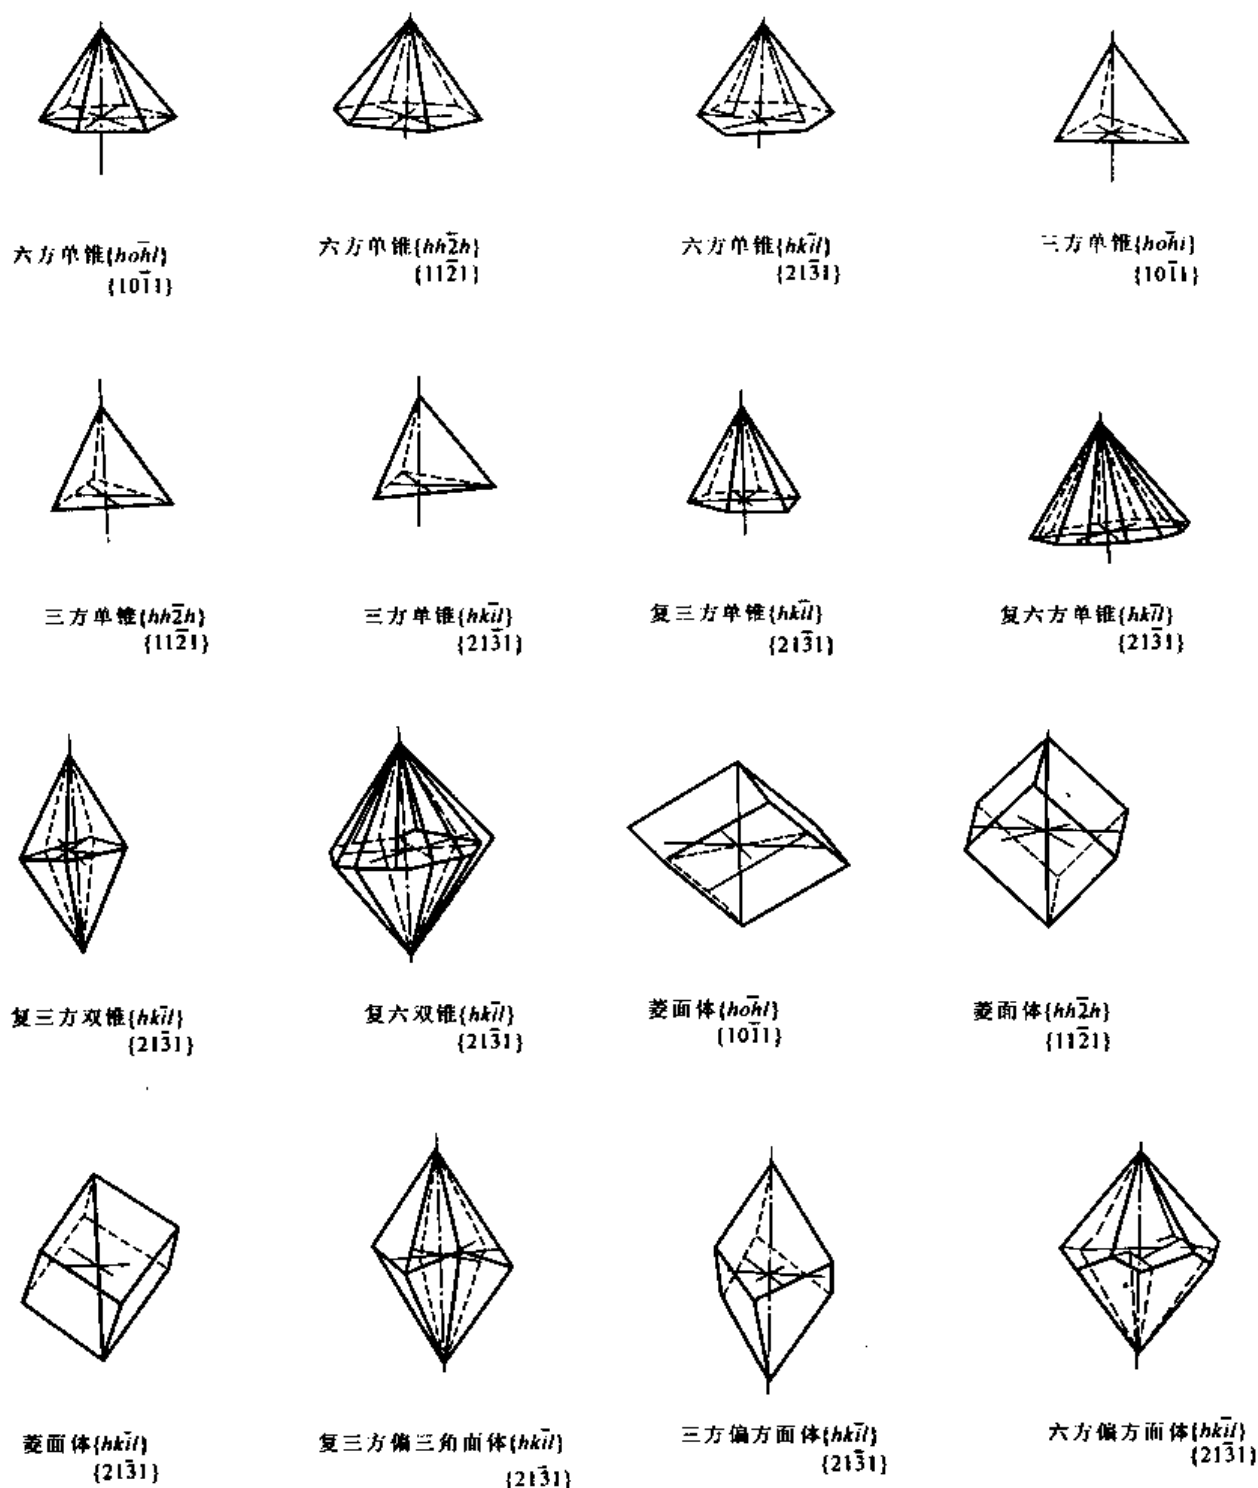 六方单锥{hoh̄l}
{101̄1}
六方单锥{hh2̄h}
{112̄1}
六方单锥{hkīl}
{213̄1}
三方单锥{hoh̄i}
{101̄1}
三方单锥{hh2̄h}
{112̄1}
三方单锥{hkīl}
{213̄1}
复三方单锥{hkīl}
{213̄1}
复六方单锥{hkīl}
{213̄1}
复三方双锥{hkīl}
{213̄1}
复六双锥{hkīl}
{213̄1}
菱面体{hoh̄l}
{101̄1}
菱面体{hh2̄h}
{112̄1}
菱面体{hkīl}
{213̄1}
复三方偏三角面体{hkīl}
{213̄1}
三方偏方面体{hkīl}
{213̄1}
六方偏方面体{hkīl}
{213̄1}